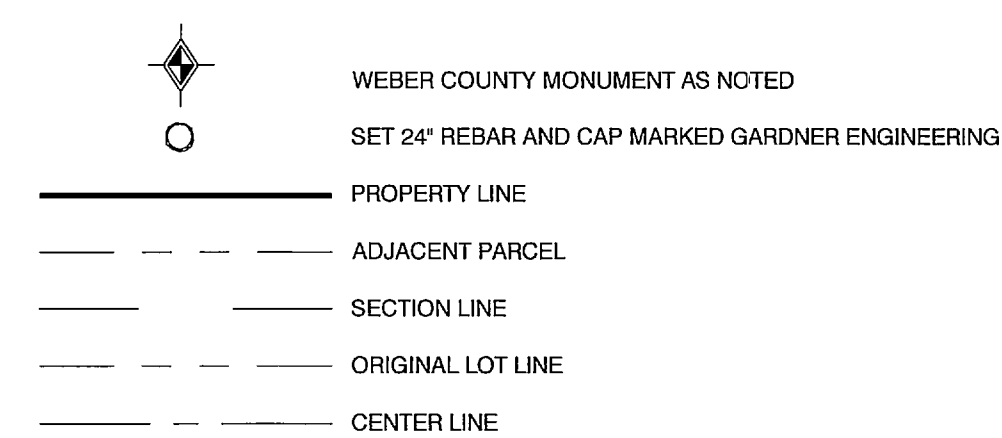 WEBER COUNTY MONUMENT AS NOTED
SET 24" REBAR AND CAP MARKED GARDNER ENGINEERING
PROPERTY LINE
ADJACENT PARCEL
SECTION LINE
ORIGINAL LOT LINE
CENTER LINE